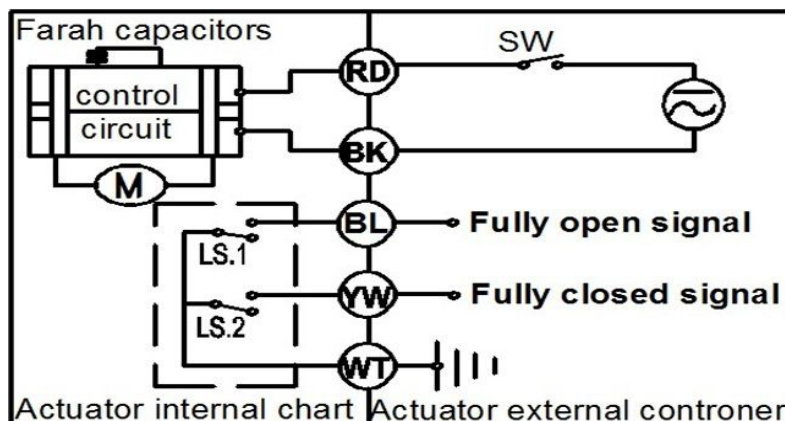 Farah capacitors
SW
RD
control
circuit
BK
M
BL
Fully open signal
LS.1
YW
Fully closed signal
LS.2
WT
Actuator internal chart
Actuator external controner